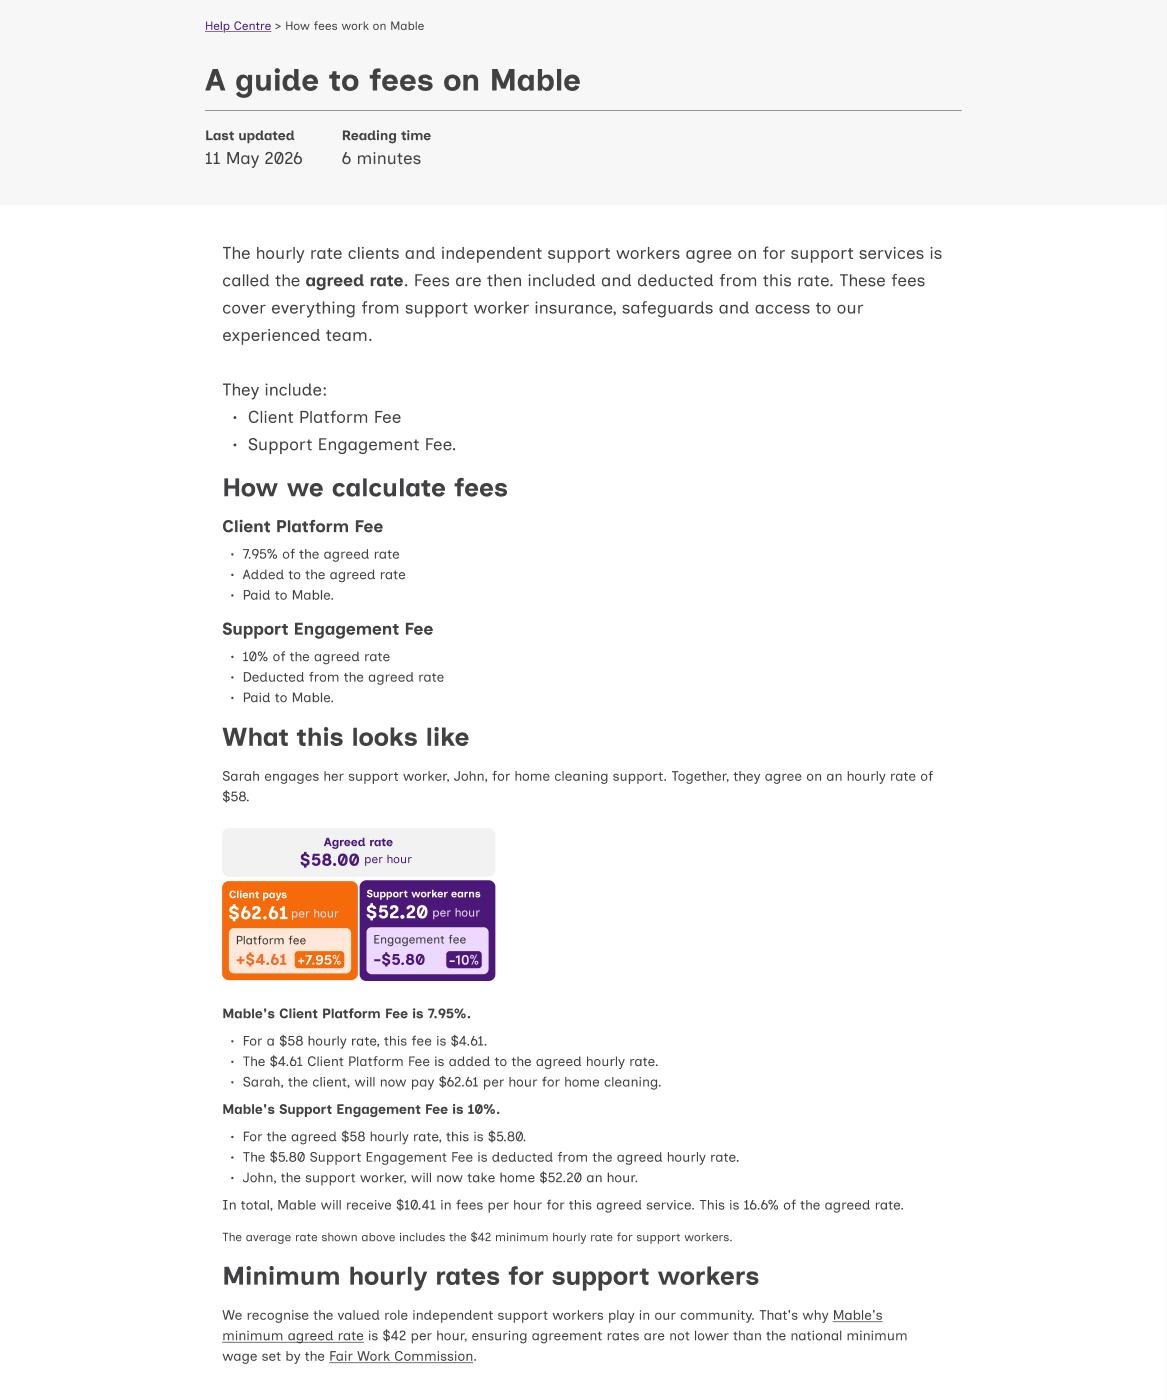 Help Centre > How fees work on Mable
A guide to fees on Mable
Last updated
11 May 2026
Reading time
6 minutes
The hourly rate clients and independent support workers agree on for support services is
called the agreed rate. Fees are then included and deducted from this rate. These fees
cover everything from support worker insurance, safeguards and access to our
experienced team.
They include:
• Client Platform Fee
• Support Engagement Fee.
How we calculate fees
Client Platform Fee
• 7.95% of the agreed rate
• Added to the agreed rate
• Paid to Mable.
Support Engagement Fee
• 10% of the agreed rate
• Deducted from the agreed rate
• Paid to Mable.
What this looks like
Sarah engages her support worker, John, for home cleaning support. Together, they agree on an hourly rate of
$58.
Agreed rate
$58.00 per hour
Client pays
$62.61 per hour
Platform fee
+$4.61 +7.95%
Support worker earns
$52.20 per hour
Engagement fee
-$5.80 -10%
Mable's Client Platform Fee is 7.95%.
• For a $58 hourly rate, this fee is $4.61.
• The $4.61 Client Platform Fee is added to the agreed hourly rate.
• Sarah, the client, will now pay $62.61 per hour for home cleaning.
Mable's Support Engagement Fee is 10%.
• For the agreed $58 hourly rate, this is $5.80.
• The $5.80 Support Engagement Fee is deducted from the agreed hourly rate.
• John, the support worker, will now take home $52.20 an hour.
In total, Mable will receive $10.41 in fees per hour for this agreed service. This is 16.6% of the agreed rate.
The average rate shown above includes the $42 minimum hourly rate for support workers.
Minimum hourly rates for support workers
We recognise the valued role independent support workers play in our community. That's why Mable's
minimum agreed rate is $42 per hour, ensuring agreement rates are not lower than the national minimum
wage set by the Fair Work Commission.